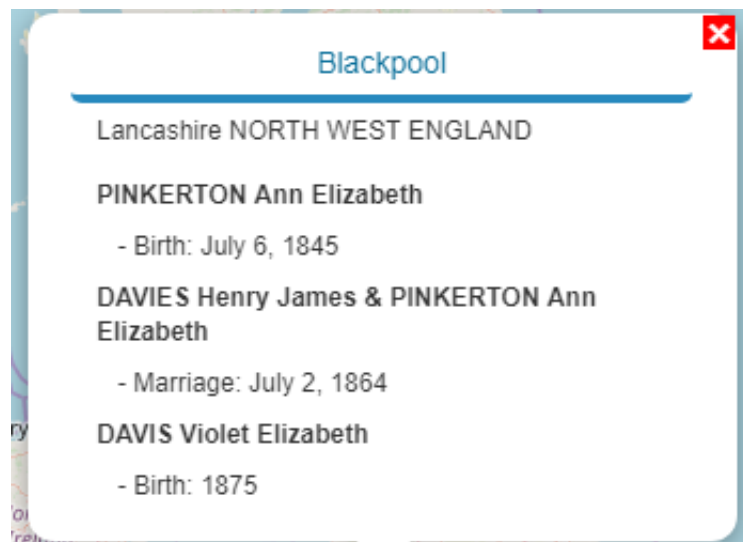 Blackpool
Lancashire NORTH WEST ENGLAND
PINKERTON Ann Elizabeth
- Birth: July 6, 1845
DAVIES Henry James & PINKERTON Ann
Elizabeth
- Marriage: July 2, 1864
DAVIS Violet Elizabeth
- Birth: 1875